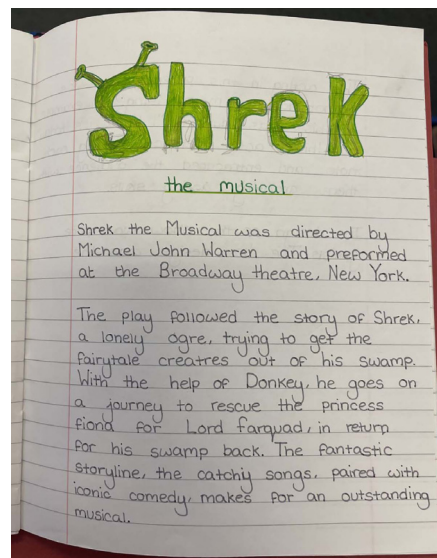 Shrek
the musical
Shrek the Musical was directed by
Michael John Warren and preformed
at the Broadway theatre, New York.
The play followed the story of Shrek,
a lonely ogre, trying to get the
fairytale creatres out of his swamp.
With the help of Donkey, he goes on
a journey to rescue the princess
fiond for Lord farquad, in return
for his swamp back. The fantastic
storyline, the catchy songs, paired with
iconic comedy, makes for an outstanding
musical.